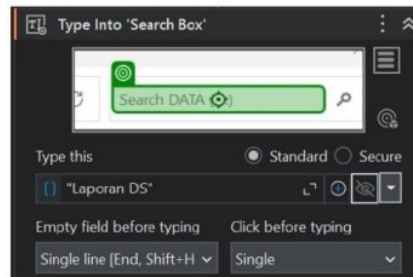 Type Into 'Search Box'
Search DATA
Type this
Standard
Secure
"Laporan DS"
Empty field before typing
Click before typing
Single line [End, Shift+H
Single